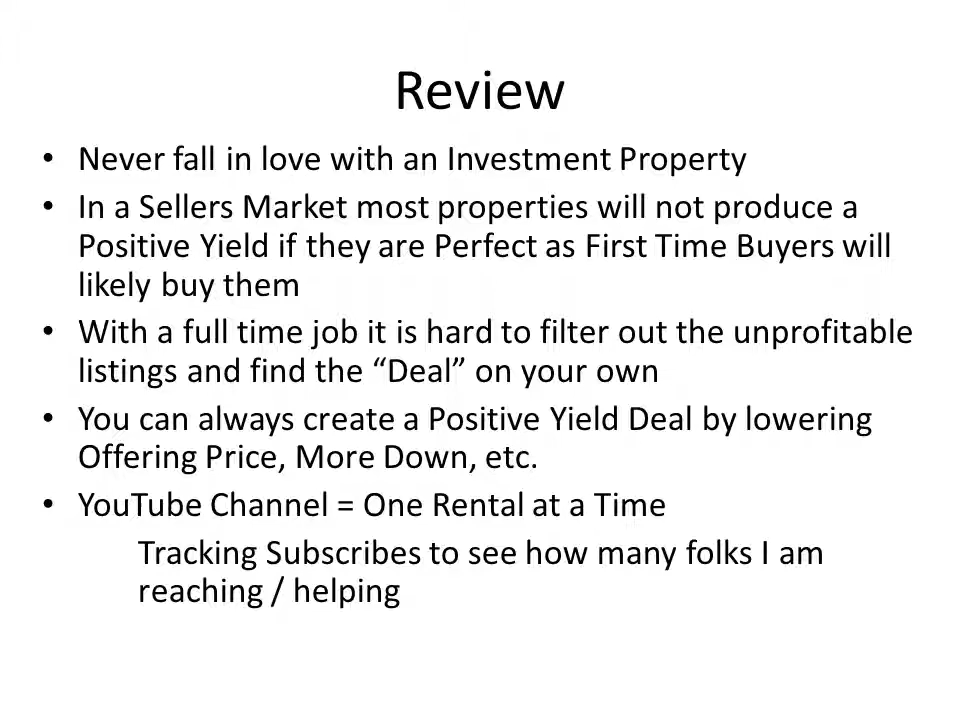 Review
• Never fall in love with an Investment Property
• In a Sellers Market most properties will not produce a
Positive Yield if they are Perfect as First Time Buyers will
likely buy them
• With a full time job it is hard to filter out the unprofitable
listings and find the “Deal” on your own
• You can always create a Positive Yield Deal by lowering
Offering Price, More Down, etc.
• YouTube Channel = One Rental at a Time
Tracking Subscribes to see how many folks I am
reaching / helping